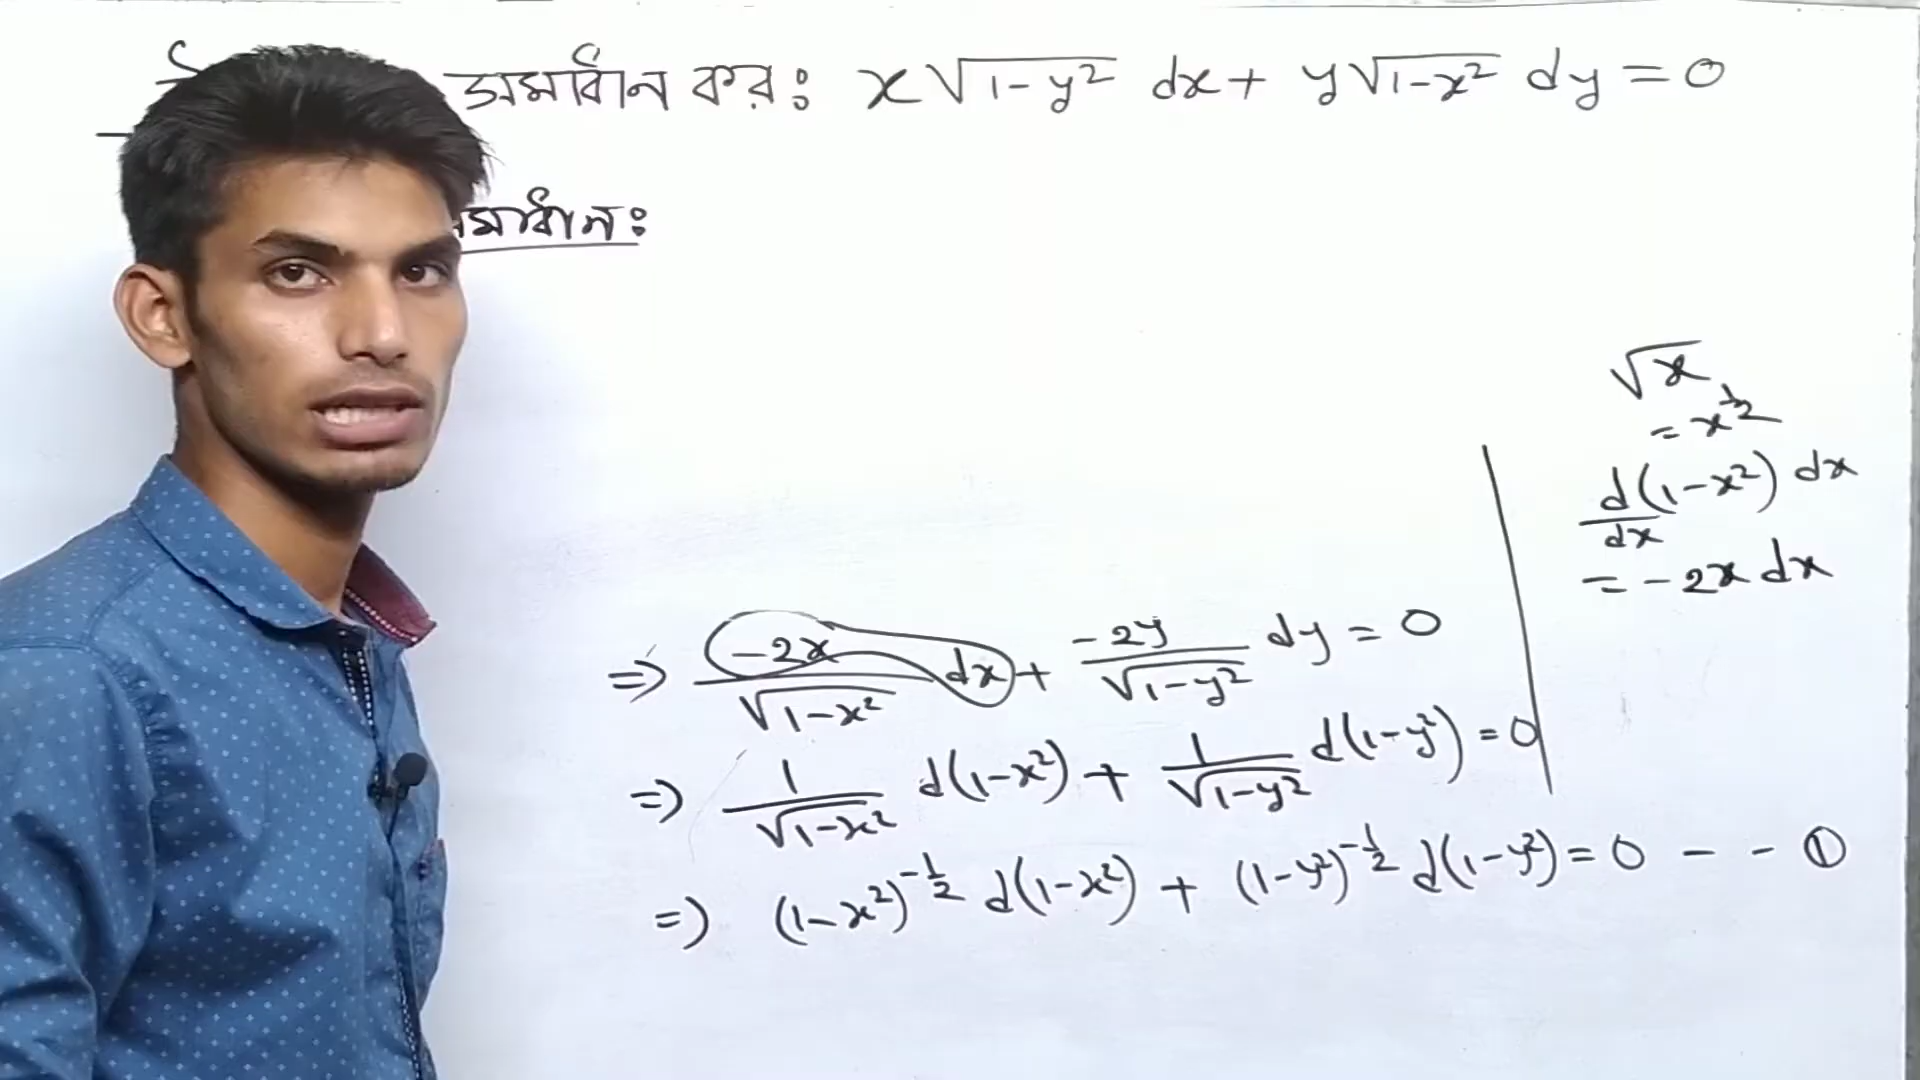 সমাধান কর: x√(1-y²) dx + y√(1-x²) dy = 0
মাধান:
√x
= x^(1/2)
d/dx (1-x²) dx
= -2x dx
=> -2x/√(1-x²) dx + -2y/√(1-y²) dy = 0
=> 1/√(1-x²) d(1-x²) + 1/√(1-y²) d(1-y²) = 0
=> (1-x²)^(-1/2) d(1-x²) + (1-y²)^(-1/2) d(1-y²) = 0 - - ①